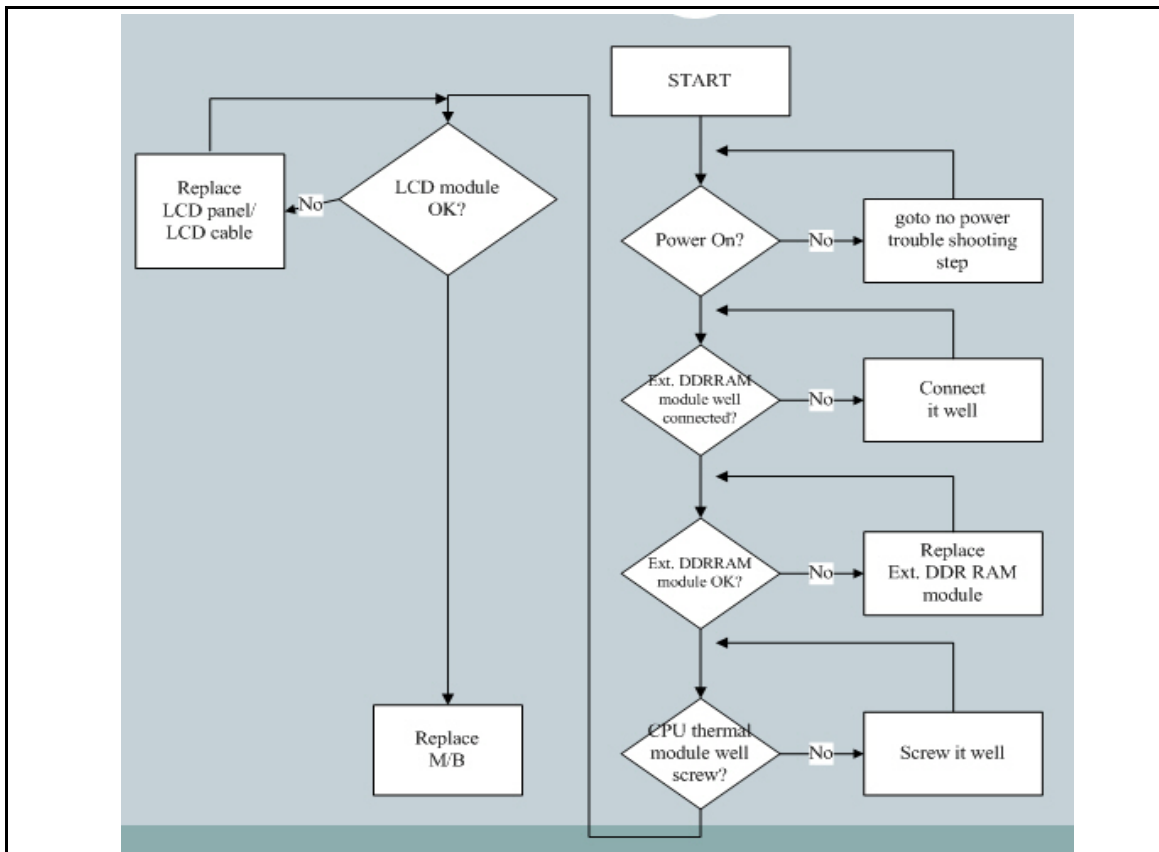 START
Power On?
No
goto no power
trouble shooting
step
Ext. DDRRAM
module well
connected?
No
Connect
it well
Ext. DDRRAM
module OK?
No
Replace
Ext. DDR RAM
module
CPU thermal
module well
screw?
No
Screw it well
LCD module
OK?
No
Replace
LCD panel/
LCD cable
Replace
M/B